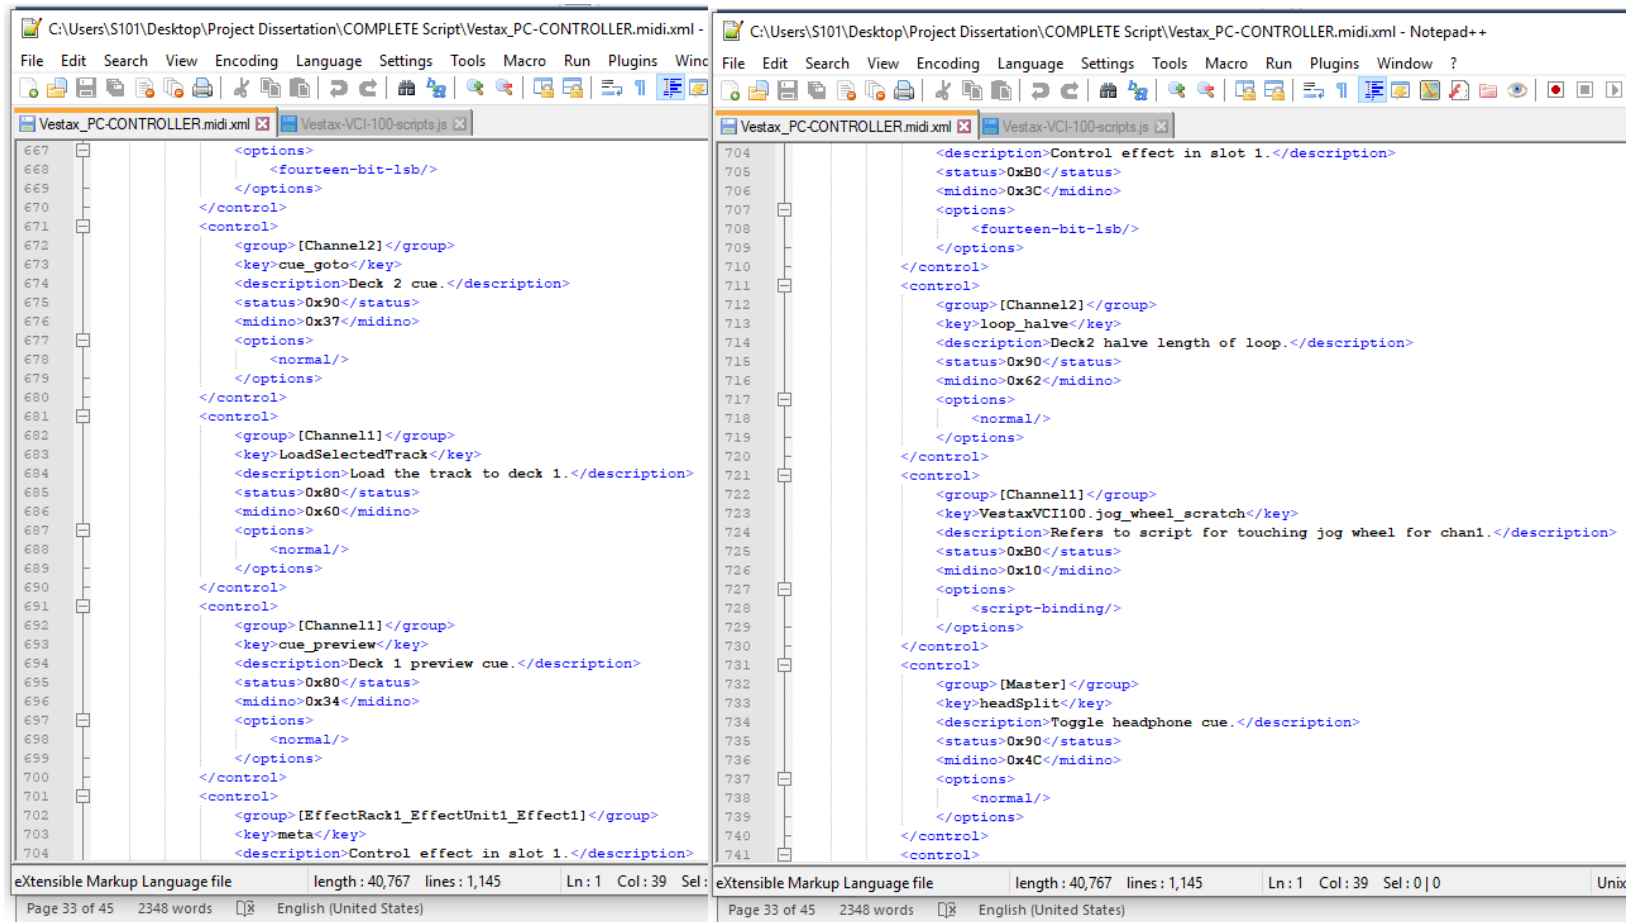 C:\Users\S101\Desktop\Project Dissertation\COMPLETE Script\Vestax_PC-CONTROLLER.midi.xml -
File Edit Search View Encoding Language Settings Tools Macro Run Plugins Winc
Vestax_PC-CONTROLLER.midi.xml Vestax-VCI-100-scripts.js
667 <options>
668 <fourteen-bit-lsb/>
669 </options>
670 </control>
671 <control>
672 <group>[Channel2]</group>
673 <key>cue_goto</key>
674 <description>Deck 2 cue.</description>
675 <status>0x90</status>
676 <midino>0x37</midino>
677 <options>
678 <normal/>
679 </options>
680 </control>
681 <control>
682 <group>[Channel1]</group>
683 <key>LoadSelectedTrack</key>
684 <description>Load the track to deck 1.</description>
685 <status>0x80</status>
686 <midino>0x60</midino>
687 <options>
688 <normal/>
689 </options>
690 </control>
691 <control>
692 <group>[Channel1]</group>
693 <key>cue_preview</key>
694 <description>Deck 1 preview cue.</description>
695 <status>0x80</status>
696 <midino>0x34</midino>
697 <options>
698 <normal/>
699 </options>
700 </control>
701 <control>
702 <group>[EffectRack1_EffectUnit1_Effect1]</group>
703 <key>meta</key>
704 <description>Control effect in slot 1.</description>
eXtensible Markup Language file length : 40,767 lines : 1,145 Ln : 1 Col : 39 Sel :
Page 33 of 45 2348 words English (United States)
C:\Users\S101\Desktop\Project Dissertation\COMPLETE Script\Vestax_PC-CONTROLLER.midi.xml - Notepad++
File Edit Search View Encoding Language Settings Tools Macro Run Plugins Window ?
Vestax_PC-CONTROLLER.midi.xml Vestax-VCI-100-scripts.js
704 <description>Control effect in slot 1.</description>
705 <status>0xB0</status>
706 <midino>0x3C</midino>
707 <options>
708 <fourteen-bit-lsb/>
709 </options>
710 </control>
711 <control>
712 <group>[Channel2]</group>
713 <key>loop_halve</key>
714 <description>Deck2 halve length of loop.</description>
715 <status>0x90</status>
716 <midino>0x62</midino>
717 <options>
718 <normal/>
719 </options>
720 </control>
721 <control>
722 <group>[Channel1]</group>
723 <key>VestaxVCI100.jog_wheel_scratch</key>
724 <description>Refers to script for touching jog wheel for chan1.</description>
725 <status>0xB0</status>
726 <midino>0x10</midino>
727 <options>
728 <script-binding/>
729 </options>
730 </control>
731 <control>
732 <group>[Master]</group>
733 <key>headSplit</key>
734 <description>Toggle headphone cue.</description>
735 <status>0x90</status>
736 <midino>0x4C</midino>
737 <options>
738 <normal/>
739 </options>
740 </control>
741 <control>
eXtensible Markup Language file length : 40,767 lines : 1,145 Ln : 1 Col : 39 Sel : 0 | 0 Unix
Page 33 of 45 2348 words English (United States)